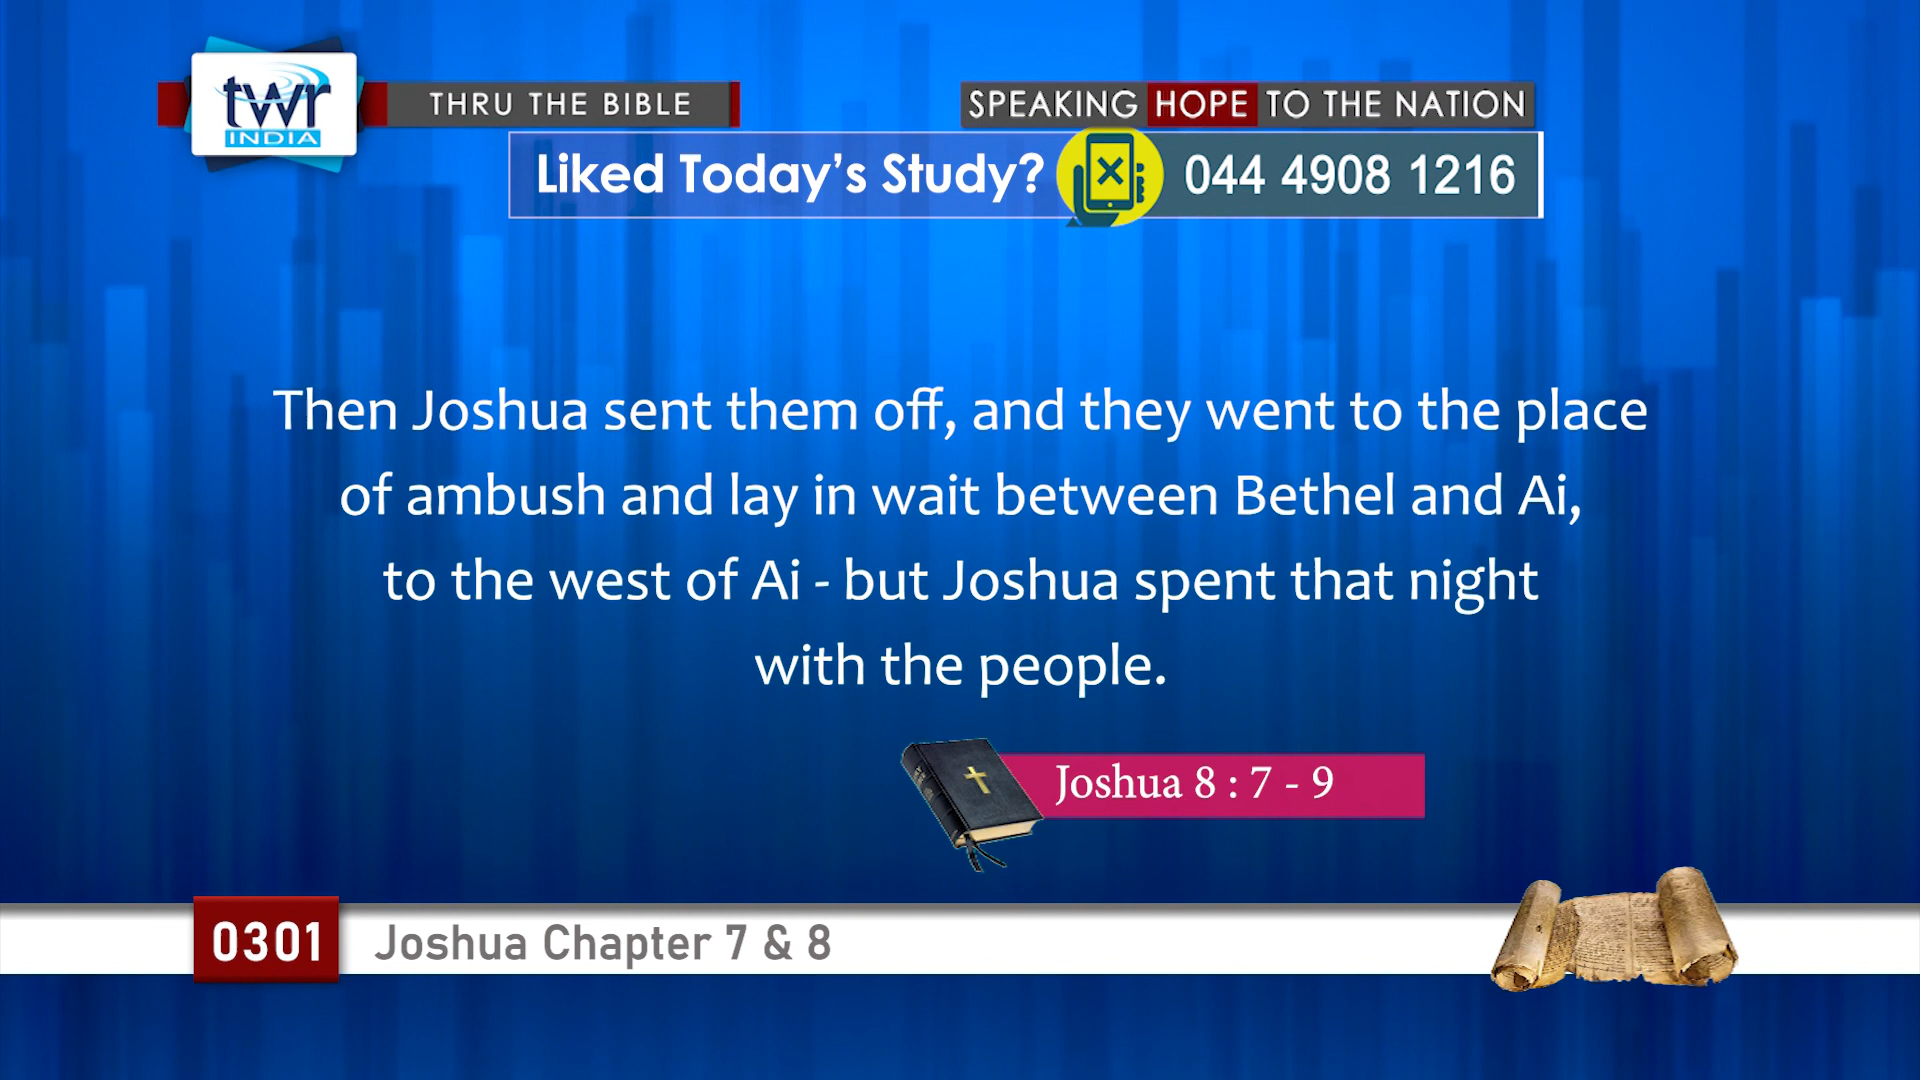 twr
INDIA
THRU THE BIBLE
SPEAKING HOPE TO THE NATION
Liked Today's Study?
044 4908 1216
Then Joshua sent them off, and they went to the place
of ambush and lay in wait between Bethel and Ai,
to the west of Ai - but Joshua spent that night
with the people.
Joshua 8 : 7 - 9
0301
Joshua Chapter 7 & 8